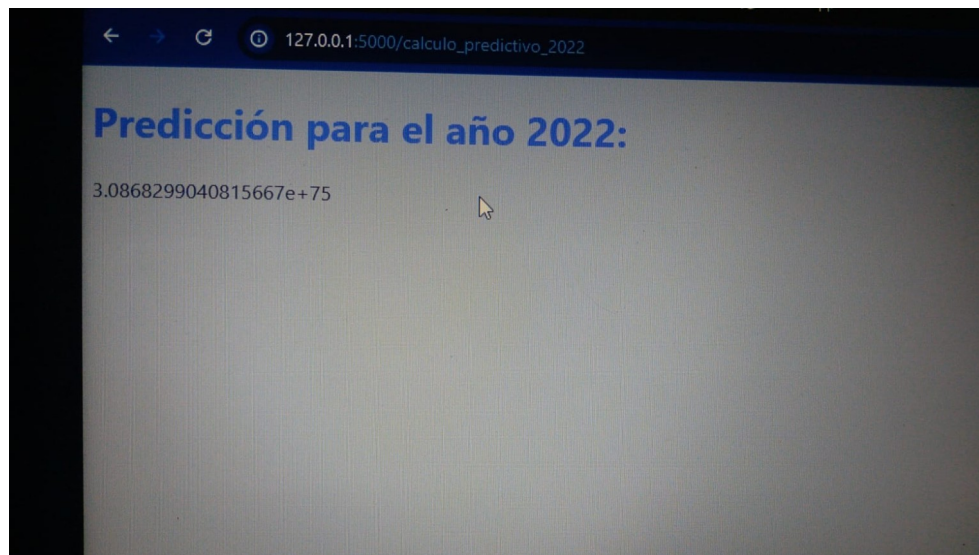 127.0.0.1:5000/calculo_predictivo_2022
Predicción para el año 2022:
3.0868299040815667e+75